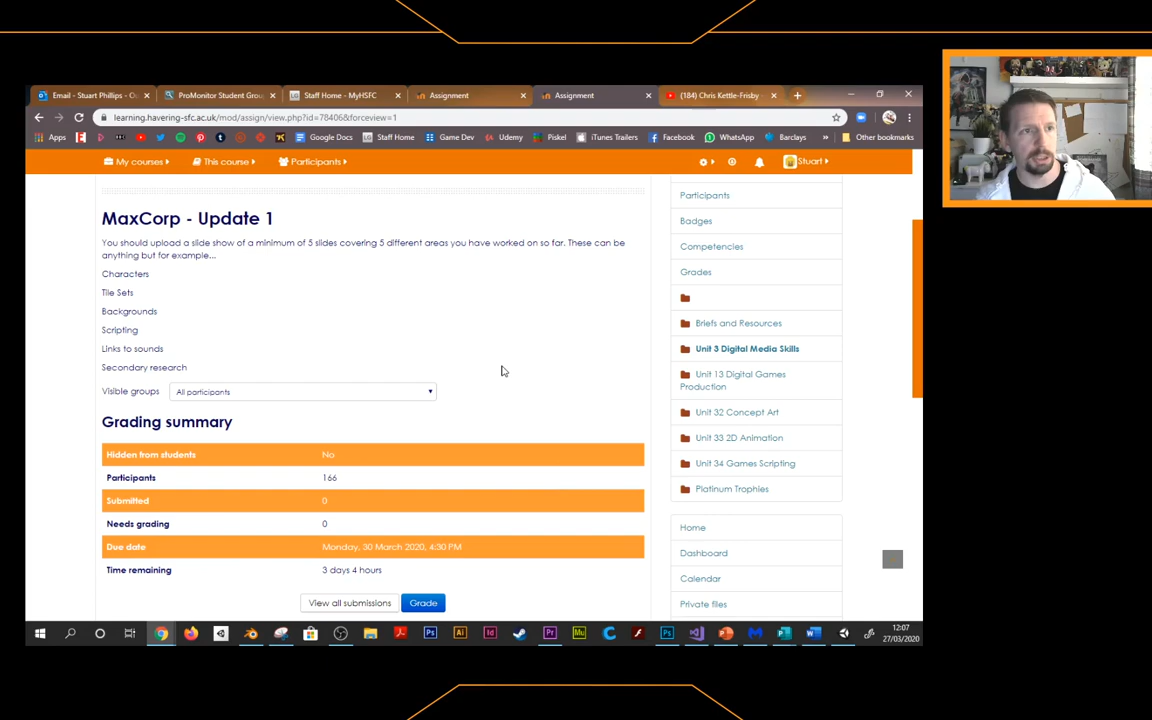 Email - Stuart Phillips - Ou
ProMonitor Student Grou
Staff Home - MyHSFC
Assignment
Assignment
(184) Chris Kettle-Frisby
learning.havering-sfc.ac.uk/mod/assign/view.php?id=78406&forceview=1
Apps
Google Docs
Staff Home
Game Dev
Udemy
Piskel
iTunes Trailers
Facebook
WhatsApp
Barclays
»
Other bookmarks
My courses
This course
Participants
Stuart
MaxCorp - Update 1
You should upload a slide show of a minimum of 5 slides covering 5 different areas you have worked on so far. These can be
anything but for example...
Characters
Tile Sets
Backgrounds
Scripting
Links to sounds
Secondary research
Visible groups
All participants
Grading summary
Hidden from students No
Participants 166
Submitted 0
Needs grading 0
Due date Monday, 30 March 2020, 4:30 PM
Time remaining 3 days 4 hours
View all submissions
Grade
Participants
Badges
Competencies
Grades
Briefs and Resources
Unit 3 Digital Media Skills
Unit 13 Digital Games
Production
Unit 32 Concept Art
Unit 33 2D Animation
Unit 34 Games Scripting
Platinum Trophies
Home
Dashboard
Calendar
Private files
12:07
27/03/2020